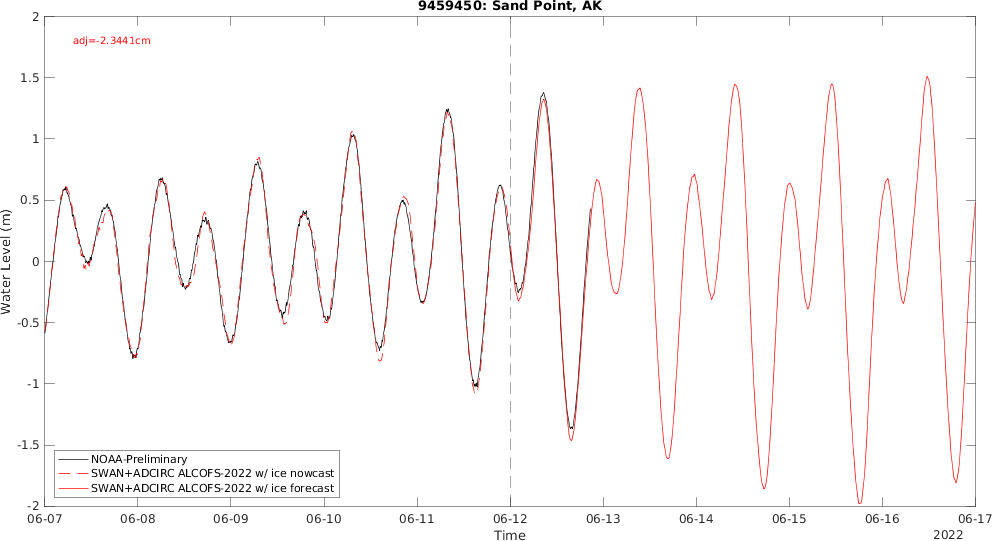 9459450: Sand Point, AK
adj=-2.3441cm
Water Level (m)
2
1.5
1
0.5
0
-0.5
-1
-1.5
-2
NOAA-Preliminary
SWAN+ADCIRC ALCOFS-2022 w/ ice nowcast
SWAN+ADCIRC ALCOFS-2022 w/ ice forecast
06-07 06-08 06-09 06-10 06-11 06-12 06-13 06-14 06-15 06-16 06-17
Time
2022